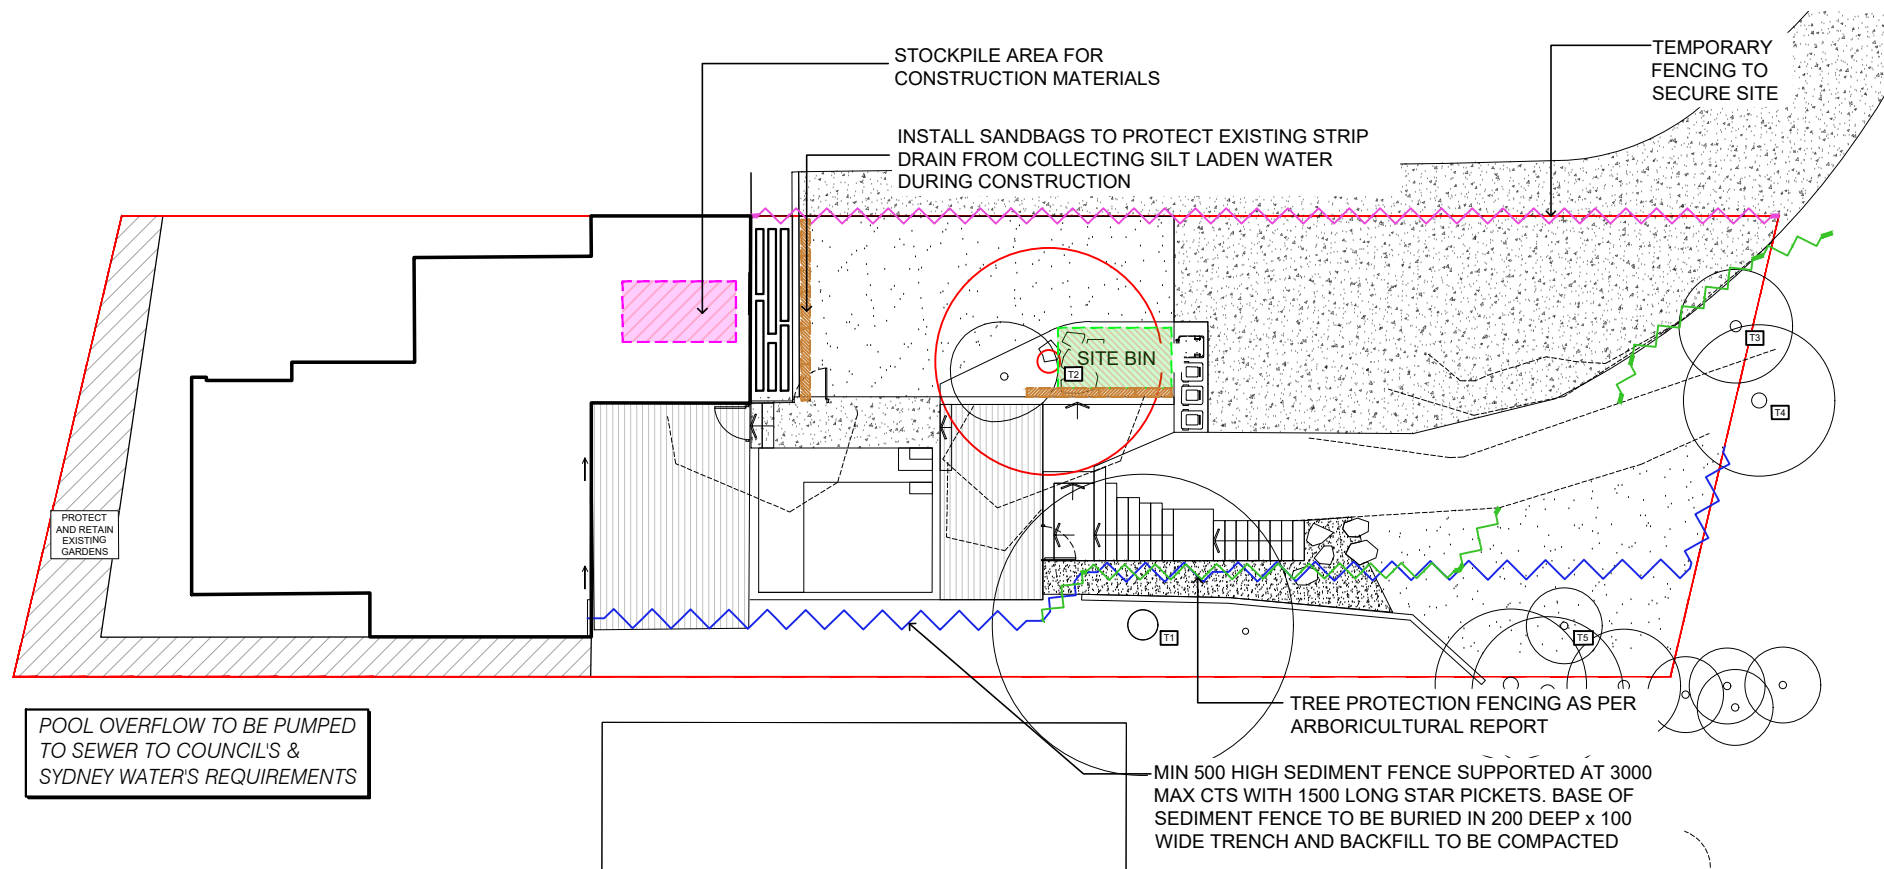 STOCKPILE AREA FOR
CONSTRUCTION MATERIALS
TEMPORARY
FENCING TO
SECURE SITE
INSTALL SANDBAGS TO PROTECT EXISTING STRIP
DRAIN FROM COLLECTING SILT LADEN WATER
DURING CONSTRUCTION
SITE BIN
T2
T3
T4
PROTECT
AND RETAIN
EXISTING
GARDENS
T1
T5
TREE PROTECTION FENCING AS PER
ARBORICULTURAL REPORT
POOL OVERFLOW TO BE PUMPED
TO SEWER TO COUNCIL'S &
SYDNEY WATER'S REQUIREMENTS
MIN 500 HIGH SEDIMENT FENCE SUPPORTED AT 3000
MAX CTS WITH 1500 LONG STAR PICKETS. BASE OF
SEDIMENT FENCE TO BE BURIED IN 200 DEEP x 100
WIDE TRENCH AND BACKFILL TO BE COMPACTED